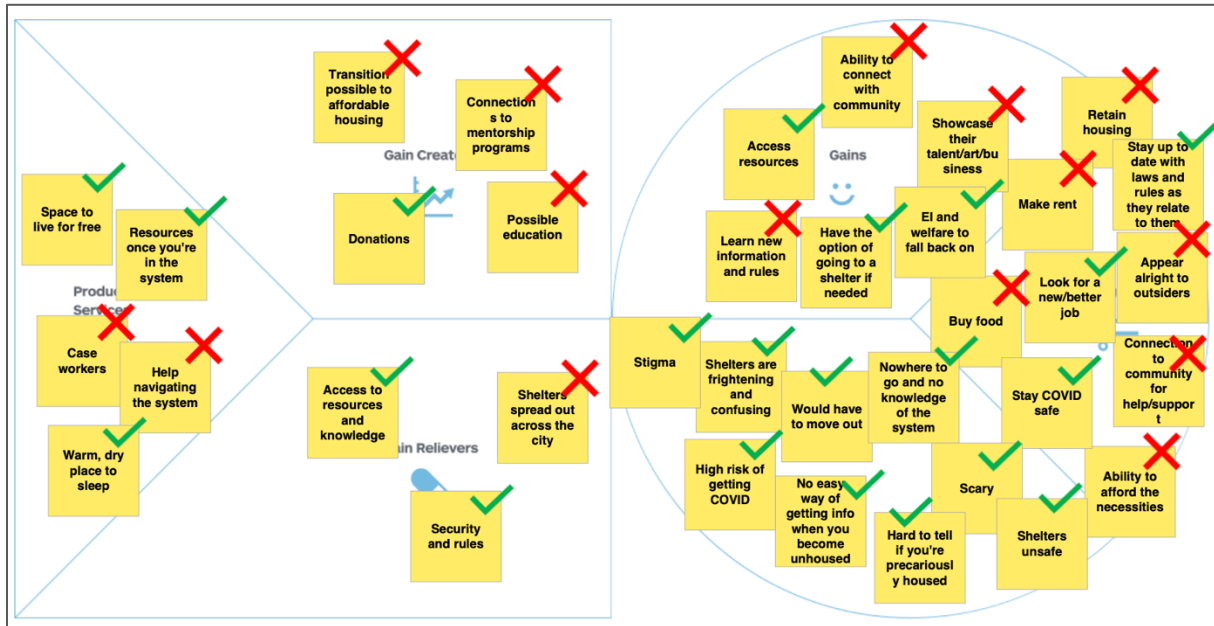 Transition
possible to
affordable
housing
Connection
s to
mentorship
programs
Gain Creat
Donations
Possible
education
Space to
live for free
Resources
once you're
in the
system
Produ
Services
Case
workers
Help
navigating
the system
Warm, dry
place to
sleep
Access to
resources
and
knowledge
Shelters
spread out
across the
city
ain Relievers
Security
and rules
Ability to
connect
with
community
Access
resources
Gains
Showcase
their
talent/art/bu
siness
Retain
housing
Stay up to
date with
laws and
rules as
they relate
to them
Make rent
EI and
welfare to
fall back on
Learn new
information
and rules
Have the
option of
going to a
shelter if
needed
Appear
alright to
outsiders
Look for a
new/better
job
Buy food
Connection
to
community
for
help/suppor
t
Stigma
Shelters are
frightening
and
confusing
Would have
to move out
Nowhere to
go and no
knowledge
of the
system
Stay COVID
safe
High risk of
getting
COVID
No easy
way of
getting info
when you
become
unhoused
Scary
Hard to tell
if you're
precariousl
y housed
Shelters
unsafe
Ability to
afford the
necessities